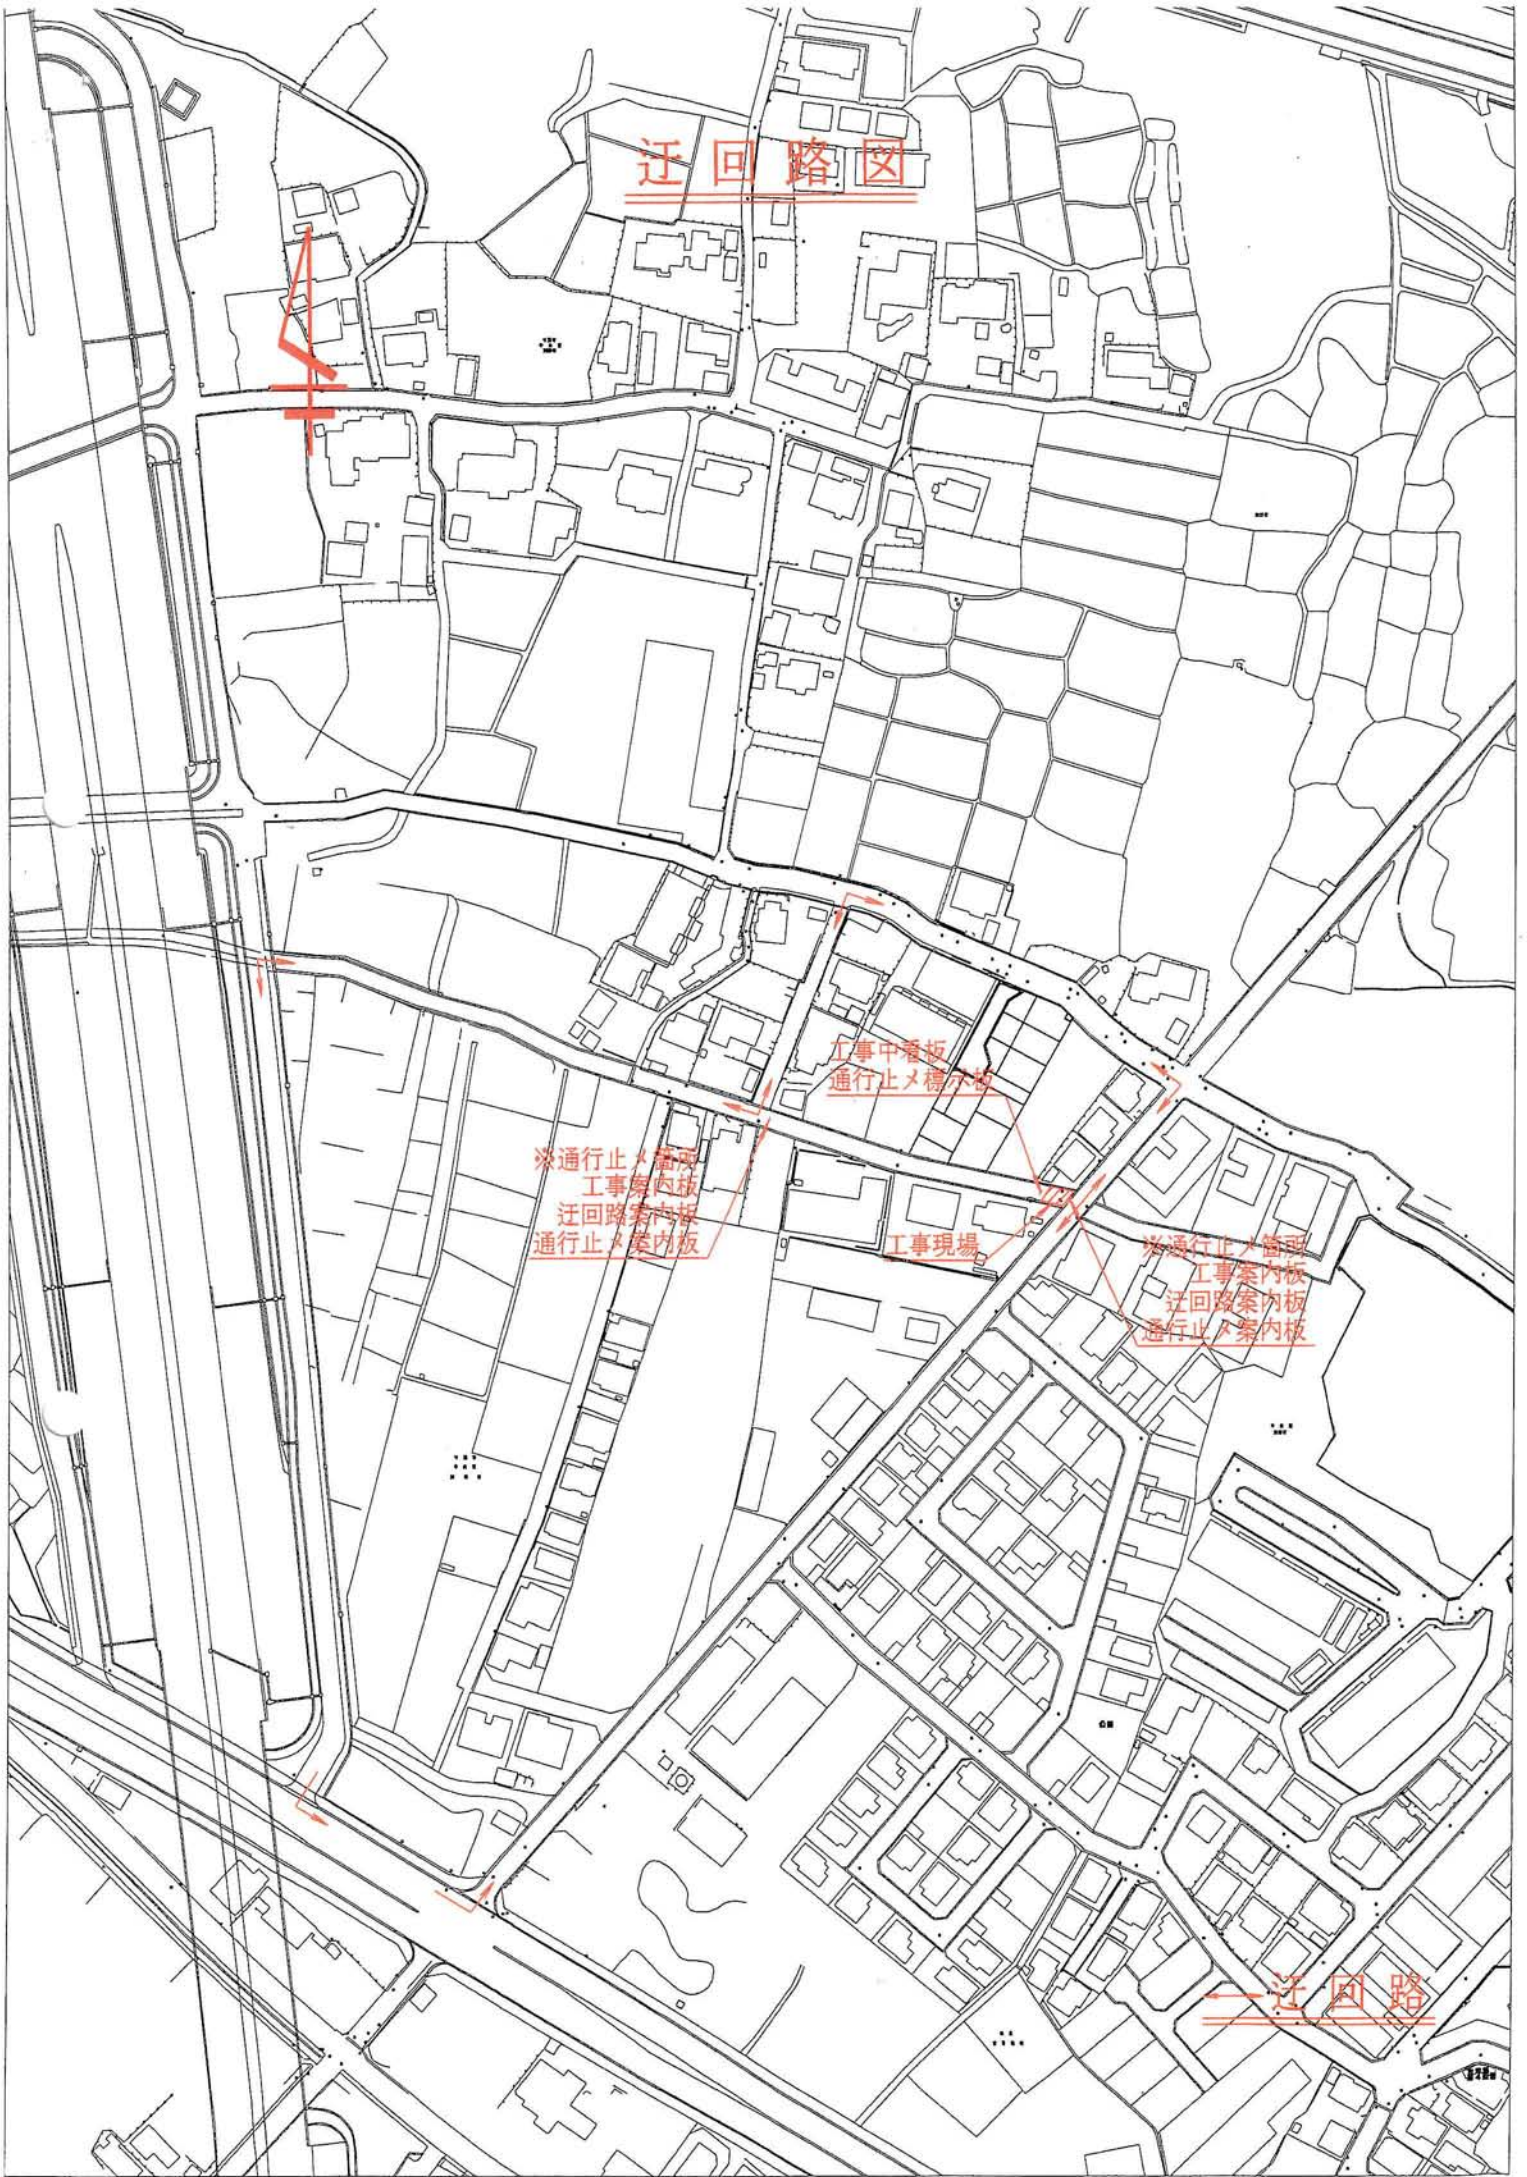 迂回路図
工事中看板
通行止メ標示板
※通行止メ箇所
工事案内板
迂回路案内板
通行止メ案内板
工事現場
※通行止メ箇所
工事案内板
迂回路案内板
通行止メ案内板
公園
迂回路